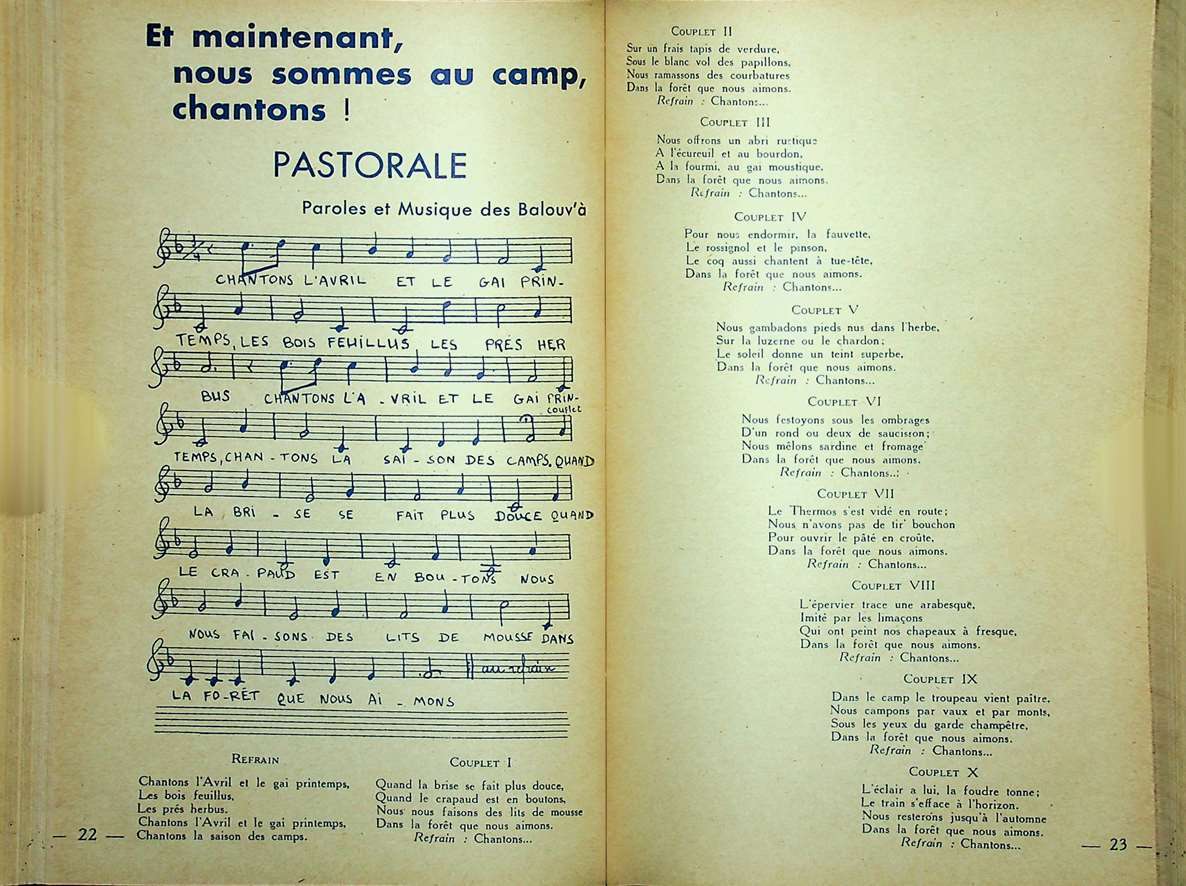 Et maintenant,
nous sommes au camp,
chantons !
PASTORALE
Paroles et Musique des Balouv'à
CHANTONS L'AVRIL ET LE GAI PRIN-
TEMPS, LES BOIS FEUILLUS LES PRÉS HER
BUS CHANTONS L'A - VRIL ET LE GAI PRIN-
couplet
TEMPS, CHAN - TONS LA SAI - SON DES CAMPS. QUAND
LA BRI - SE SE FAIT PLUS DOUCE QUAND
LE CRA - PAUD EST EN BOU - TONS NOUS
NOUS FAI - SONS DES LITS DE MOUSSE DANS
au refrain
LA FO - RÊT QUE NOUS AI - MONS
REFRAIN
Chantons l'Avril et le gai printemps,
Les bois feuillus,
Les prés herbus.
Chantons l'Avril et le gai printemps,
Chantons la saison des camps.
COUPLET I
Quand la brise se fait plus douce,
Quand le crapaud est en boutons,
Nous nous faisons des lits de mousse
Dans la forêt que nous aimons.
Refrain : Chantons...
— 22 —
COUPLET II
Sur un frais tapis de verdure,
Sous le blanc vol des papillons,
Nous ramassons des courbatures
Dans la forêt que nous aimons.
Refrain : Chantons...
COUPLET III
Nous offrons un abri rustique
A l'écureuil et au bourdon,
A la fourmi, au gai moustique,
Dans la forêt que nous aimons.
Refrain : Chantons...
COUPLET IV
Pour nous endormir, la fauvette,
Le rossignol et le pinson,
Le coq aussi chantent à tue-tête,
Dans la forêt que nous aimons.
Refrain : Chantons...
COUPLET V
Nous gambadons pieds nus dans l'herbe,
Sur la luzerne ou le chardon;
Le soleil donne un teint superbe,
Dans la forêt que nous aimons.
Refrain : Chantons...
COUPLET VI
Nous festoyons sous les ombrages
D'un rond ou deux de saucisson;
Nous mêlons sardine et fromage
Dans la forêt que nous aimons.
Refrain : Chantons...
COUPLET VII
Le Thermos s'est vidé en route;
Nous n'avons pas de tir' bouchon
Pour ouvrir le pâté en croûte,
Dans la forêt que nous aimons.
Refrain : Chantons...
COUPLET VIII
L'épervier trace une arabesque,
Imité par les limaçons
Qui ont peint nos chapeaux à fresque,
Dans la forêt que nous aimons.
Refrain : Chantons...
COUPLET IX
Dans le camp le troupeau vient paître,
Nous campons par vaux et par monts,
Sous les yeux du garde champêtre,
Dans la forêt que nous aimons.
Refrain : Chantons...
COUPLET X
L'éclair a lui, la foudre tonne;
Le train s'efface à l'horizon.
Nous resterons jusqu'à l'automne
Dans la forêt que nous aimons.
Refrain : Chantons...
— 23 —